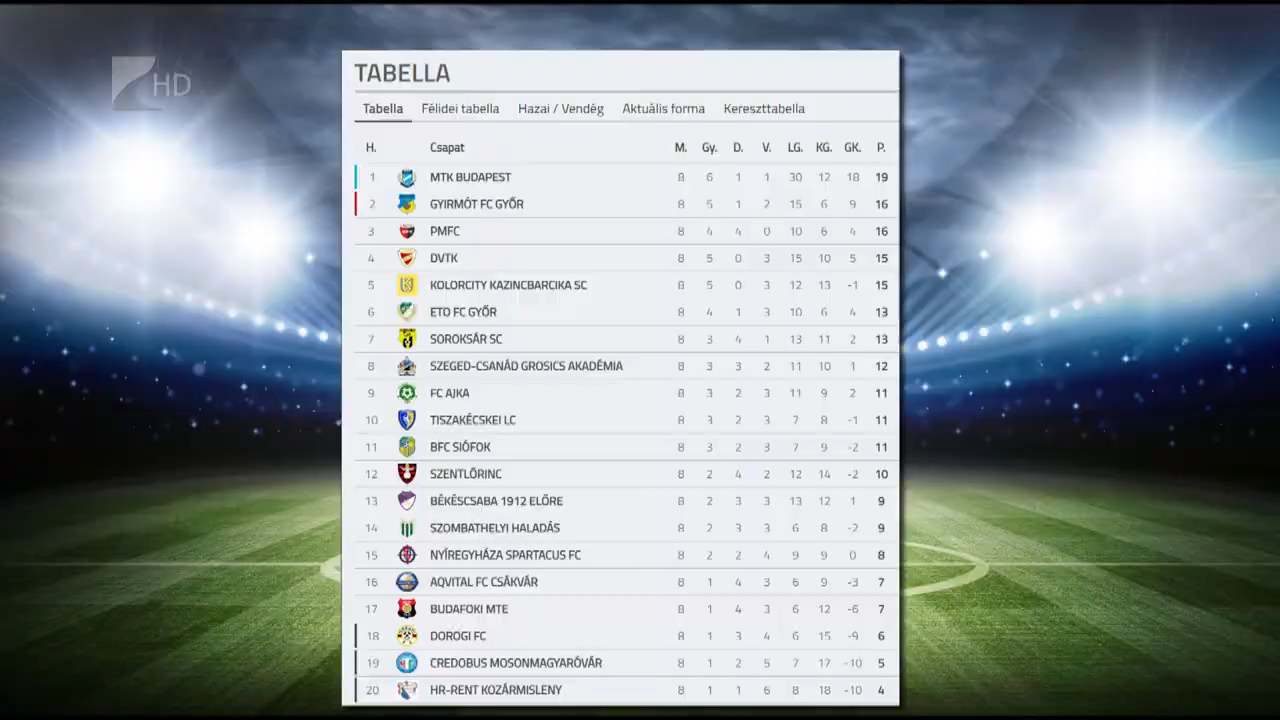 HD
TABELLA
Tabella Félidei tabella Hazai / Vendég Aktuális forma Kereszttabella
H. Csapat M. Gy. D. V. LG. KG. GK. P.
1 MTK BUDAPEST 8 6 1 1 30 12 18 19
2 GYIRMÓT FC GYŐR 8 5 1 2 15 6 9 16
3 PMFC 8 4 4 0 10 6 4 16
4 DVTK 8 5 0 3 15 10 5 15
5 KOLORCITY KAZINCBARCIKA SC 8 5 0 3 12 13 -1 15
6 ETO FC GYŐR 8 4 1 3 10 6 4 13
7 SOROKSÁR SC 8 3 4 1 13 11 2 13
8 SZEGED-CSANÁD GROSICS AKADÉMIA 8 3 3 2 11 10 1 12
9 FC AJKA 8 3 2 3 11 9 2 11
10 TISZAKÉCSKEI LC 8 3 2 3 7 8 -1 11
11 BFC SIÓFOK 8 3 2 3 7 9 -2 11
12 SZENTLŐRINC 8 2 4 2 12 14 -2 10
13 BÉKÉSCSABA 1912 ELŐRE 8 2 3 3 13 12 1 9
14 SZOMBATHELYI HALADÁS 8 2 3 3 6 8 -2 9
15 NYÍREGYHÁZA SPARTACUS FC 8 2 2 4 9 9 0 8
16 AQVITAL FC CSÁKVÁR 8 1 4 3 6 9 -3 7
17 BUDAFOKI MTE 8 1 4 3 6 12 -6 7
18 DOROGI FC 8 1 3 4 6 15 -9 6
19 CREDOBUS MOSONMAGYARÓVÁR 8 1 2 5 7 17 -10 5
20 HR-RENT KOZÁRMISLENY 8 1 1 6 8 18 -10 4